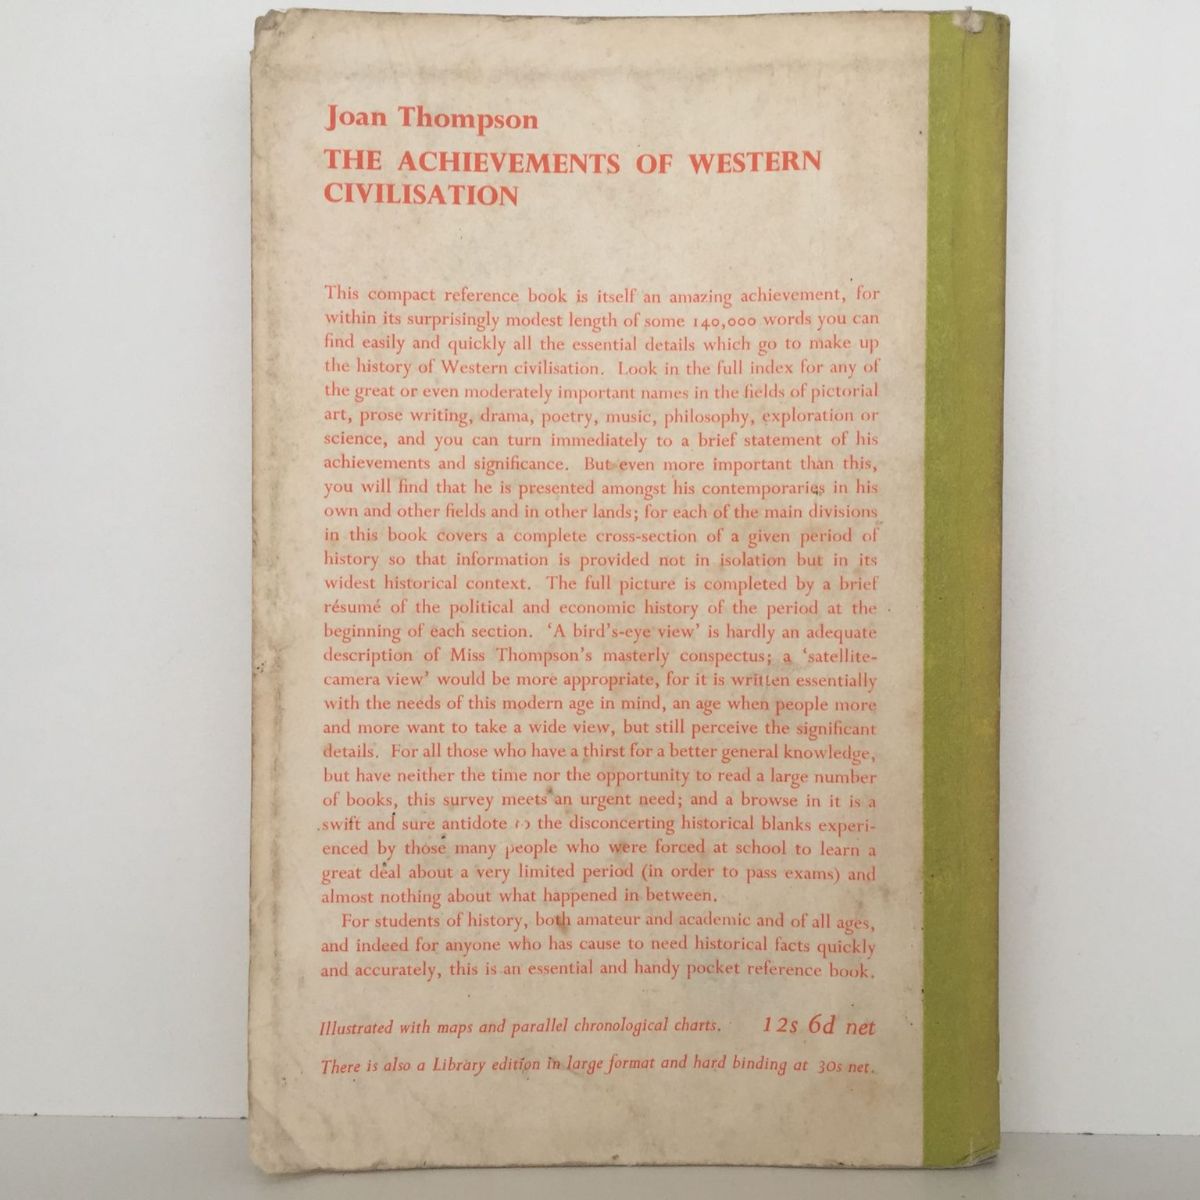 Joan Thompson
THE ACHIEVEMENTS OF WESTERN
CIVILISATION
This compact reference book is itself an amazing achievement, for
within its surprisingly modest length of some 140,000 words you can
find easily and quickly all the essential details which go to make up
the history of Western civilisation. Look in the full index for any of
the great or even moderately important names in the fields of pictorial
art, prose writing, drama, poetry, music, philosophy, exploration or
science, and you can turn immediately to a brief statement of his
achievements and significance. But even more important than this,
you will find that he is presented amongst his contemporaries in his
own and other fields and in other lands; for each of the main divisions
in this book covers a complete cross-section of a given period of
history so that information is provided not in isolation but in its
widest historical context. The full picture is completed by a brief
résumé of the political and economic history of the period at the
beginning of each section. 'A bird's-eye view' is hardly an adequate
description of Miss Thompson's masterly conspectus; a 'satellite-
camera view' would be more appropriate, for it is written essentially
with the needs of this modern age in mind, an age when people more
and more want to take a wide view, but still perceive the significant
details. For all those who have a thirst for a better general knowledge,
but have neither the time nor the opportunity to read a large number
of books, this survey meets an urgent need; and a browse in it is a
swift and sure antidote to the disconcerting historical blanks experi-
enced by those many people who were forced at school to learn a
great deal about a very limited period (in order to pass exams) and
almost nothing about what happened in between.
For students of history, both amateur and academic and of all ages,
and indeed for anyone who has cause to need historical facts quickly
and accurately, this is an essential and handy pocket reference book.
Illustrated with maps and parallel chronological charts. 12s 6d net
There is also a Library edition in large format and hard binding at 30s net.